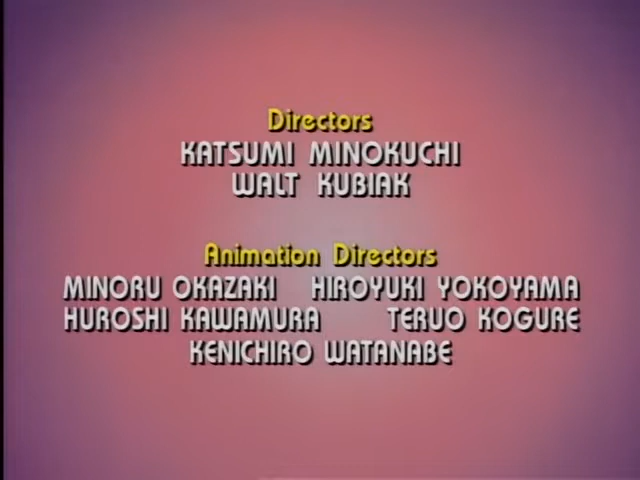 Directors
KATSUMI MINOKUCHI
WALT KUBIAK
Animation Directors
MINORU OKAZAKI HIROYUKI YOKOYAMA
HUROSHI KAWAMURA TERUO KOGURE
KENICHIRO WATANABE